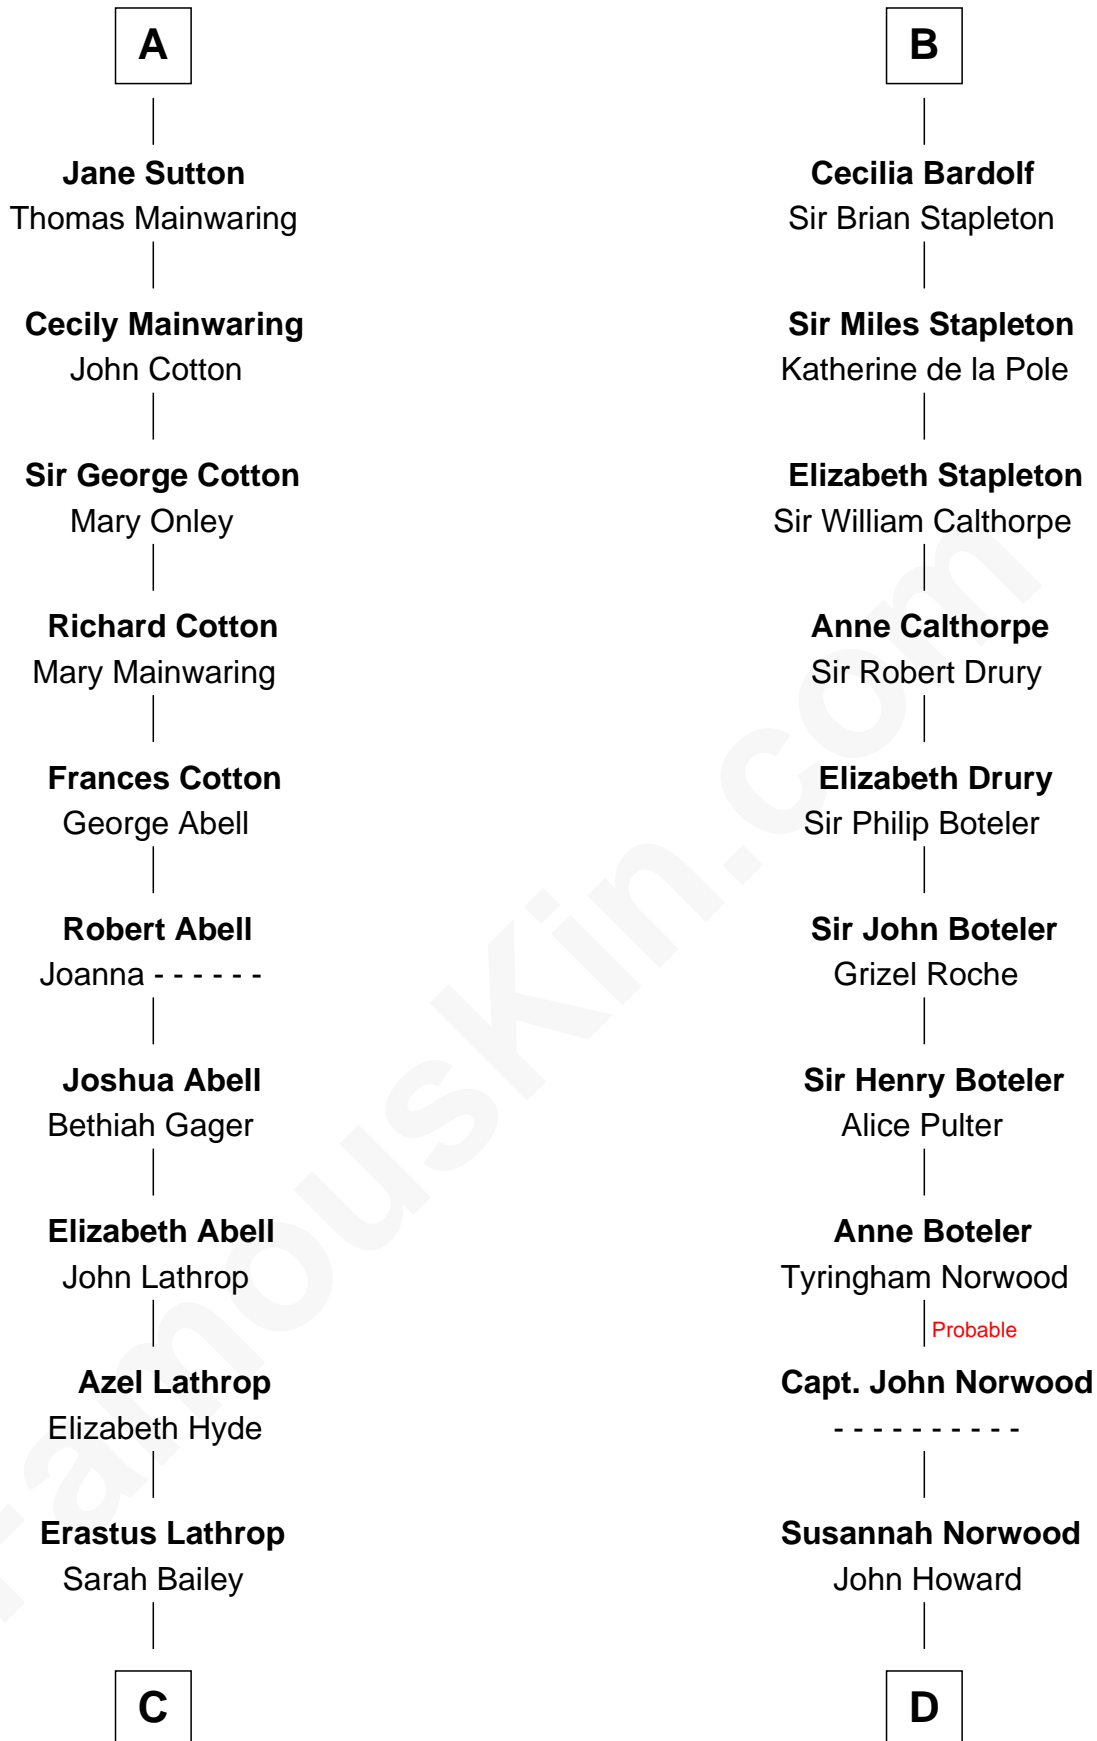 A
Jane Sutton
Thomas Mainwaring
Cecily Mainwaring
John Cotton
Sir George Cotton
Mary Onley
Richard Cotton
Mary Mainwaring
Frances Cotton
George Abell
Robert Abell
Joanna - - - - - -
Joshua Abell
Bethiah Gager
Elizabeth Abell
John Lathrop
Azel Lathrop
Elizabeth Hyde
Erastus Lathrop
Sarah Bailey
C
B
Cecilia Bardolf
Sir Brian Stapleton
Sir Miles Stapleton
Katherine de la Pole
Elizabeth Stapleton
Sir William Calthorpe
Anne Calthorpe
Sir Robert Drury
Elizabeth Drury
Sir Philip Boteler
Sir John Boteler
Grizel Roche
Sir Henry Boteler
Alice Pulter
Anne Boteler
Tyringham Norwood
Probable
Capt. John Norwood
- - - - - - - - - -
Susannah Norwood
John Howard
D
FamousKin.com